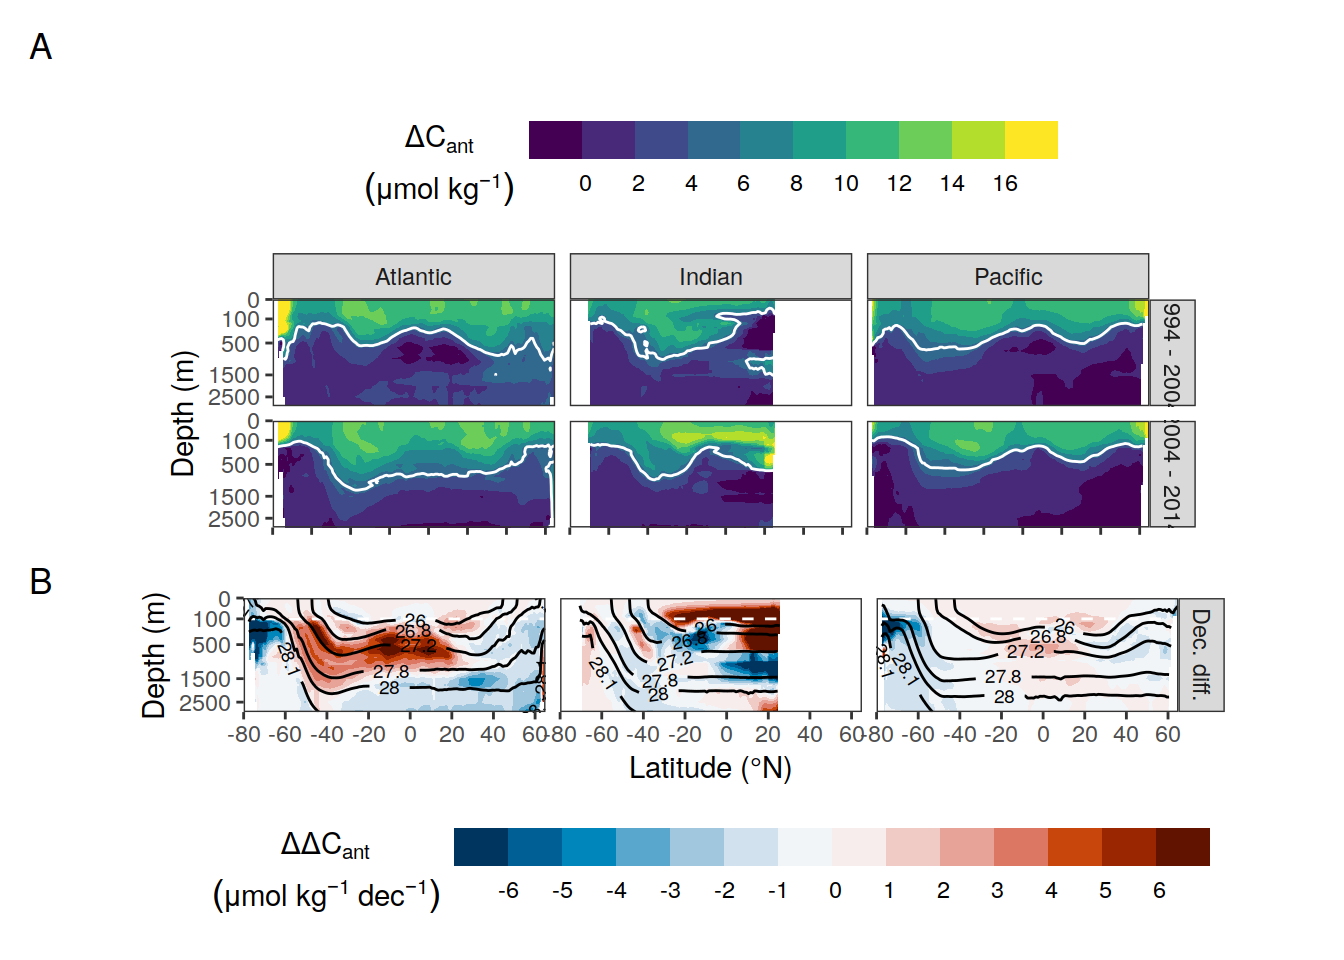 A
ΔCant
(μmol kg−1)
0 2 4 6 8 10 12 14 16
Atlantic Indian Pacific
Depth (m)
0
100
500
1500
2500
994 - 200
0
100
500
1500
2500
004 - 201
B
Depth (m)
0
100
500
1500
2500
26
26.8
27.2
27.8
28
28.1
26
26.8
27.2
27.8
28
28.1
26
26.8
27.2
27.8
28
28.1
28.1
Dec. diff.
-80 -60 -40 -20 0 20 40 60
-80 -60 -40 -20 0 20 40 60
-80 -60 -40 -20 0 20 40 60
Latitude (°N)
ΔΔCant
(μmol kg−1 dec−1)
-6 -5 -4 -3 -2 -1 0 1 2 3 4 5 6